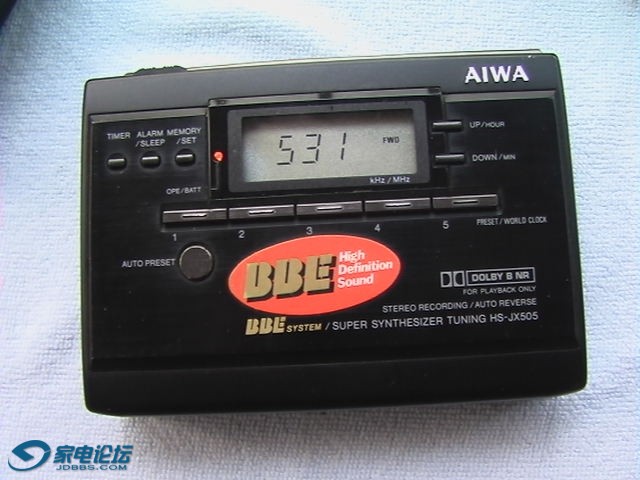 AIWA
TIMER ALARM /SLEEP MEMORY /SET
531 FWD
kHz / MHz
UP/HOUR
DOWN/MIN
OPE/BATT
1 2 3 4 5
PRESET/WORLD CLOCK
AUTO PRESET
BBE High Definition Sound
DOLBY B NR
FOR PLAYBACK ONLY
STEREO RECORDING / AUTO REVERSE
BBE SYSTEM / SUPER SYNTHESIZER TUNING HS-JX505
家电论坛
JDBBS.COM